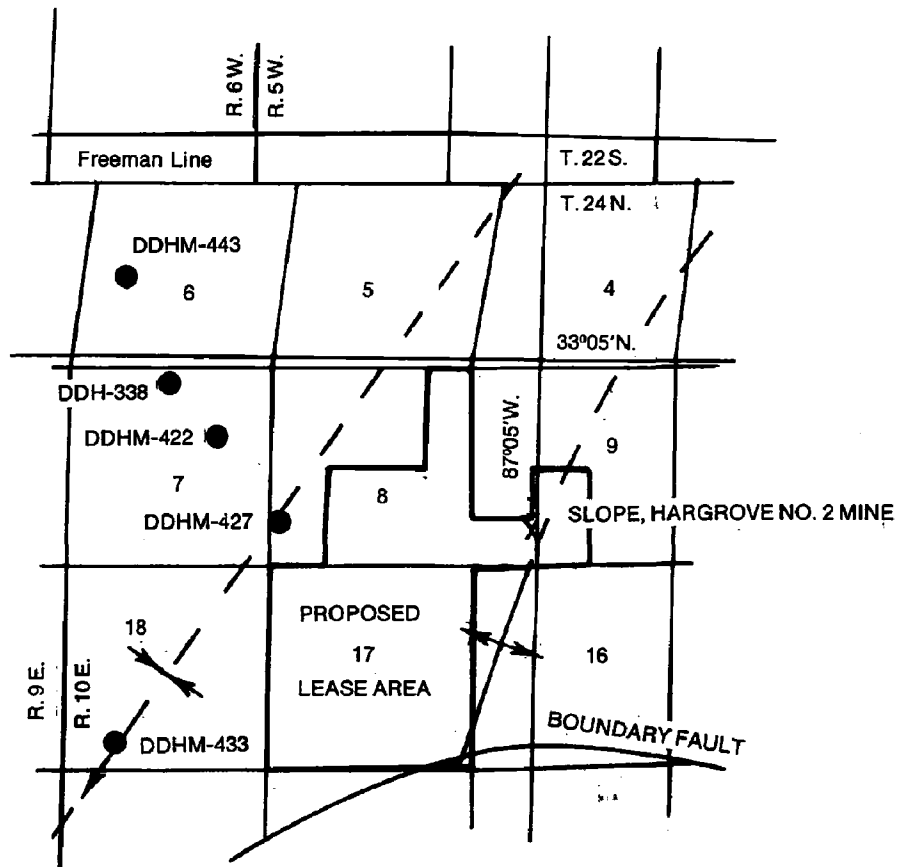 R. 6 W.
R. 5 W.
Freeman Line
T. 22 S.
T. 24 N.
DDHM-443
6
5
4
33°05'N.
DDH-338
DDHM-422
87°05'W.
9
7
8
DDHM-427
SLOPE, HARGROVE NO. 2 MINE
PROPOSED
18
17
16
LEASE AREA
R. 9 E.
R. 10 E.
DDHM-433
BOUNDARY FAULT